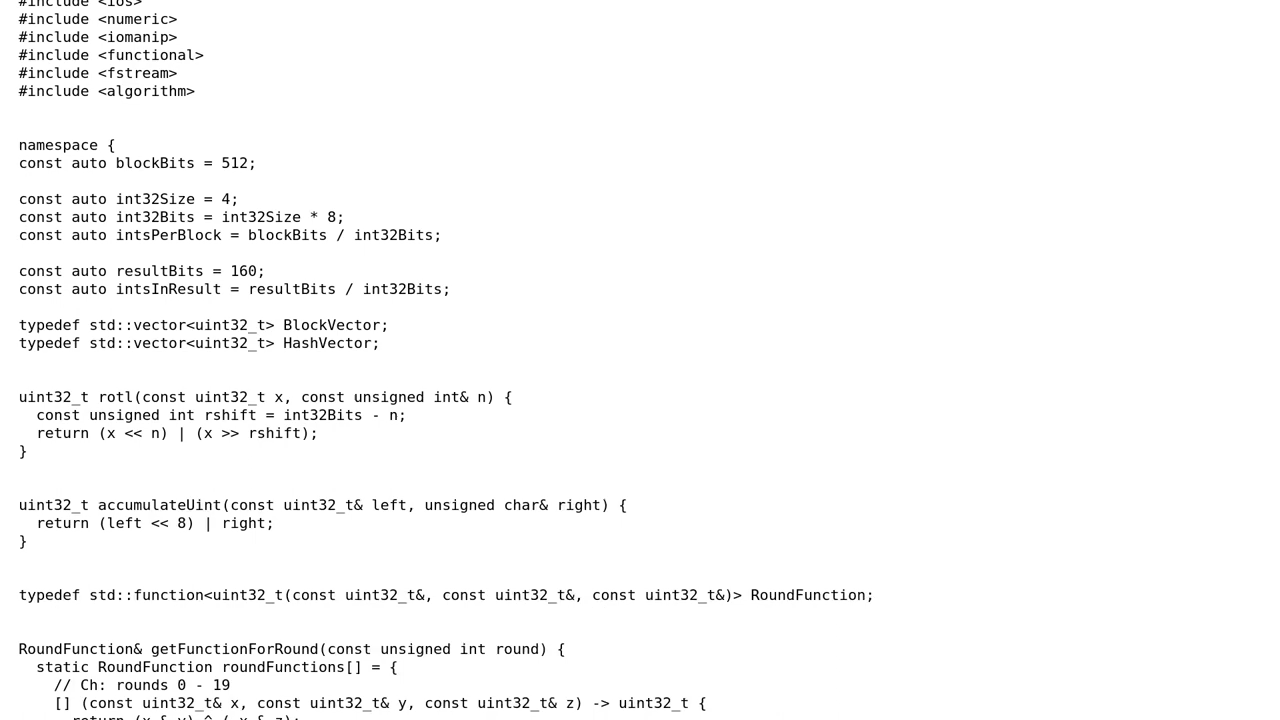 #include <ios>
#include <numeric>
#include <iomanip>
#include <functional>
#include <fstream>
#include <algorithm>
namespace {
const auto blockBits = 512;
const auto int32Size = 4;
const auto int32Bits = int32Size * 8;
const auto intsPerBlock = blockBits / int32Bits;
const auto resultBits = 160;
const auto intsInResult = resultBits / int32Bits;
typedef std::vector<uint32_t> BlockVector;
typedef std::vector<uint32_t> HashVector;
uint32_t rotl(const uint32_t x, const unsigned int& n) {
  const unsigned int rshift = int32Bits - n;
  return (x << n) | (x >> rshift);
}
uint32_t accumulateUint(const uint32_t& left, unsigned char& right) {
  return (left << 8) | right;
}
typedef std::function<uint32_t(const uint32_t&, const uint32_t&, const uint32_t&)> RoundFunction;
RoundFunction& getFunctionForRound(const unsigned int round) {
  static RoundFunction roundFunctions[] = {
    // Ch: rounds 0 - 19
    [] (const uint32_t& x, const uint32_t& y, const uint32_t& z) -> uint32_t {
      return (x & y) ^ ( x & z);